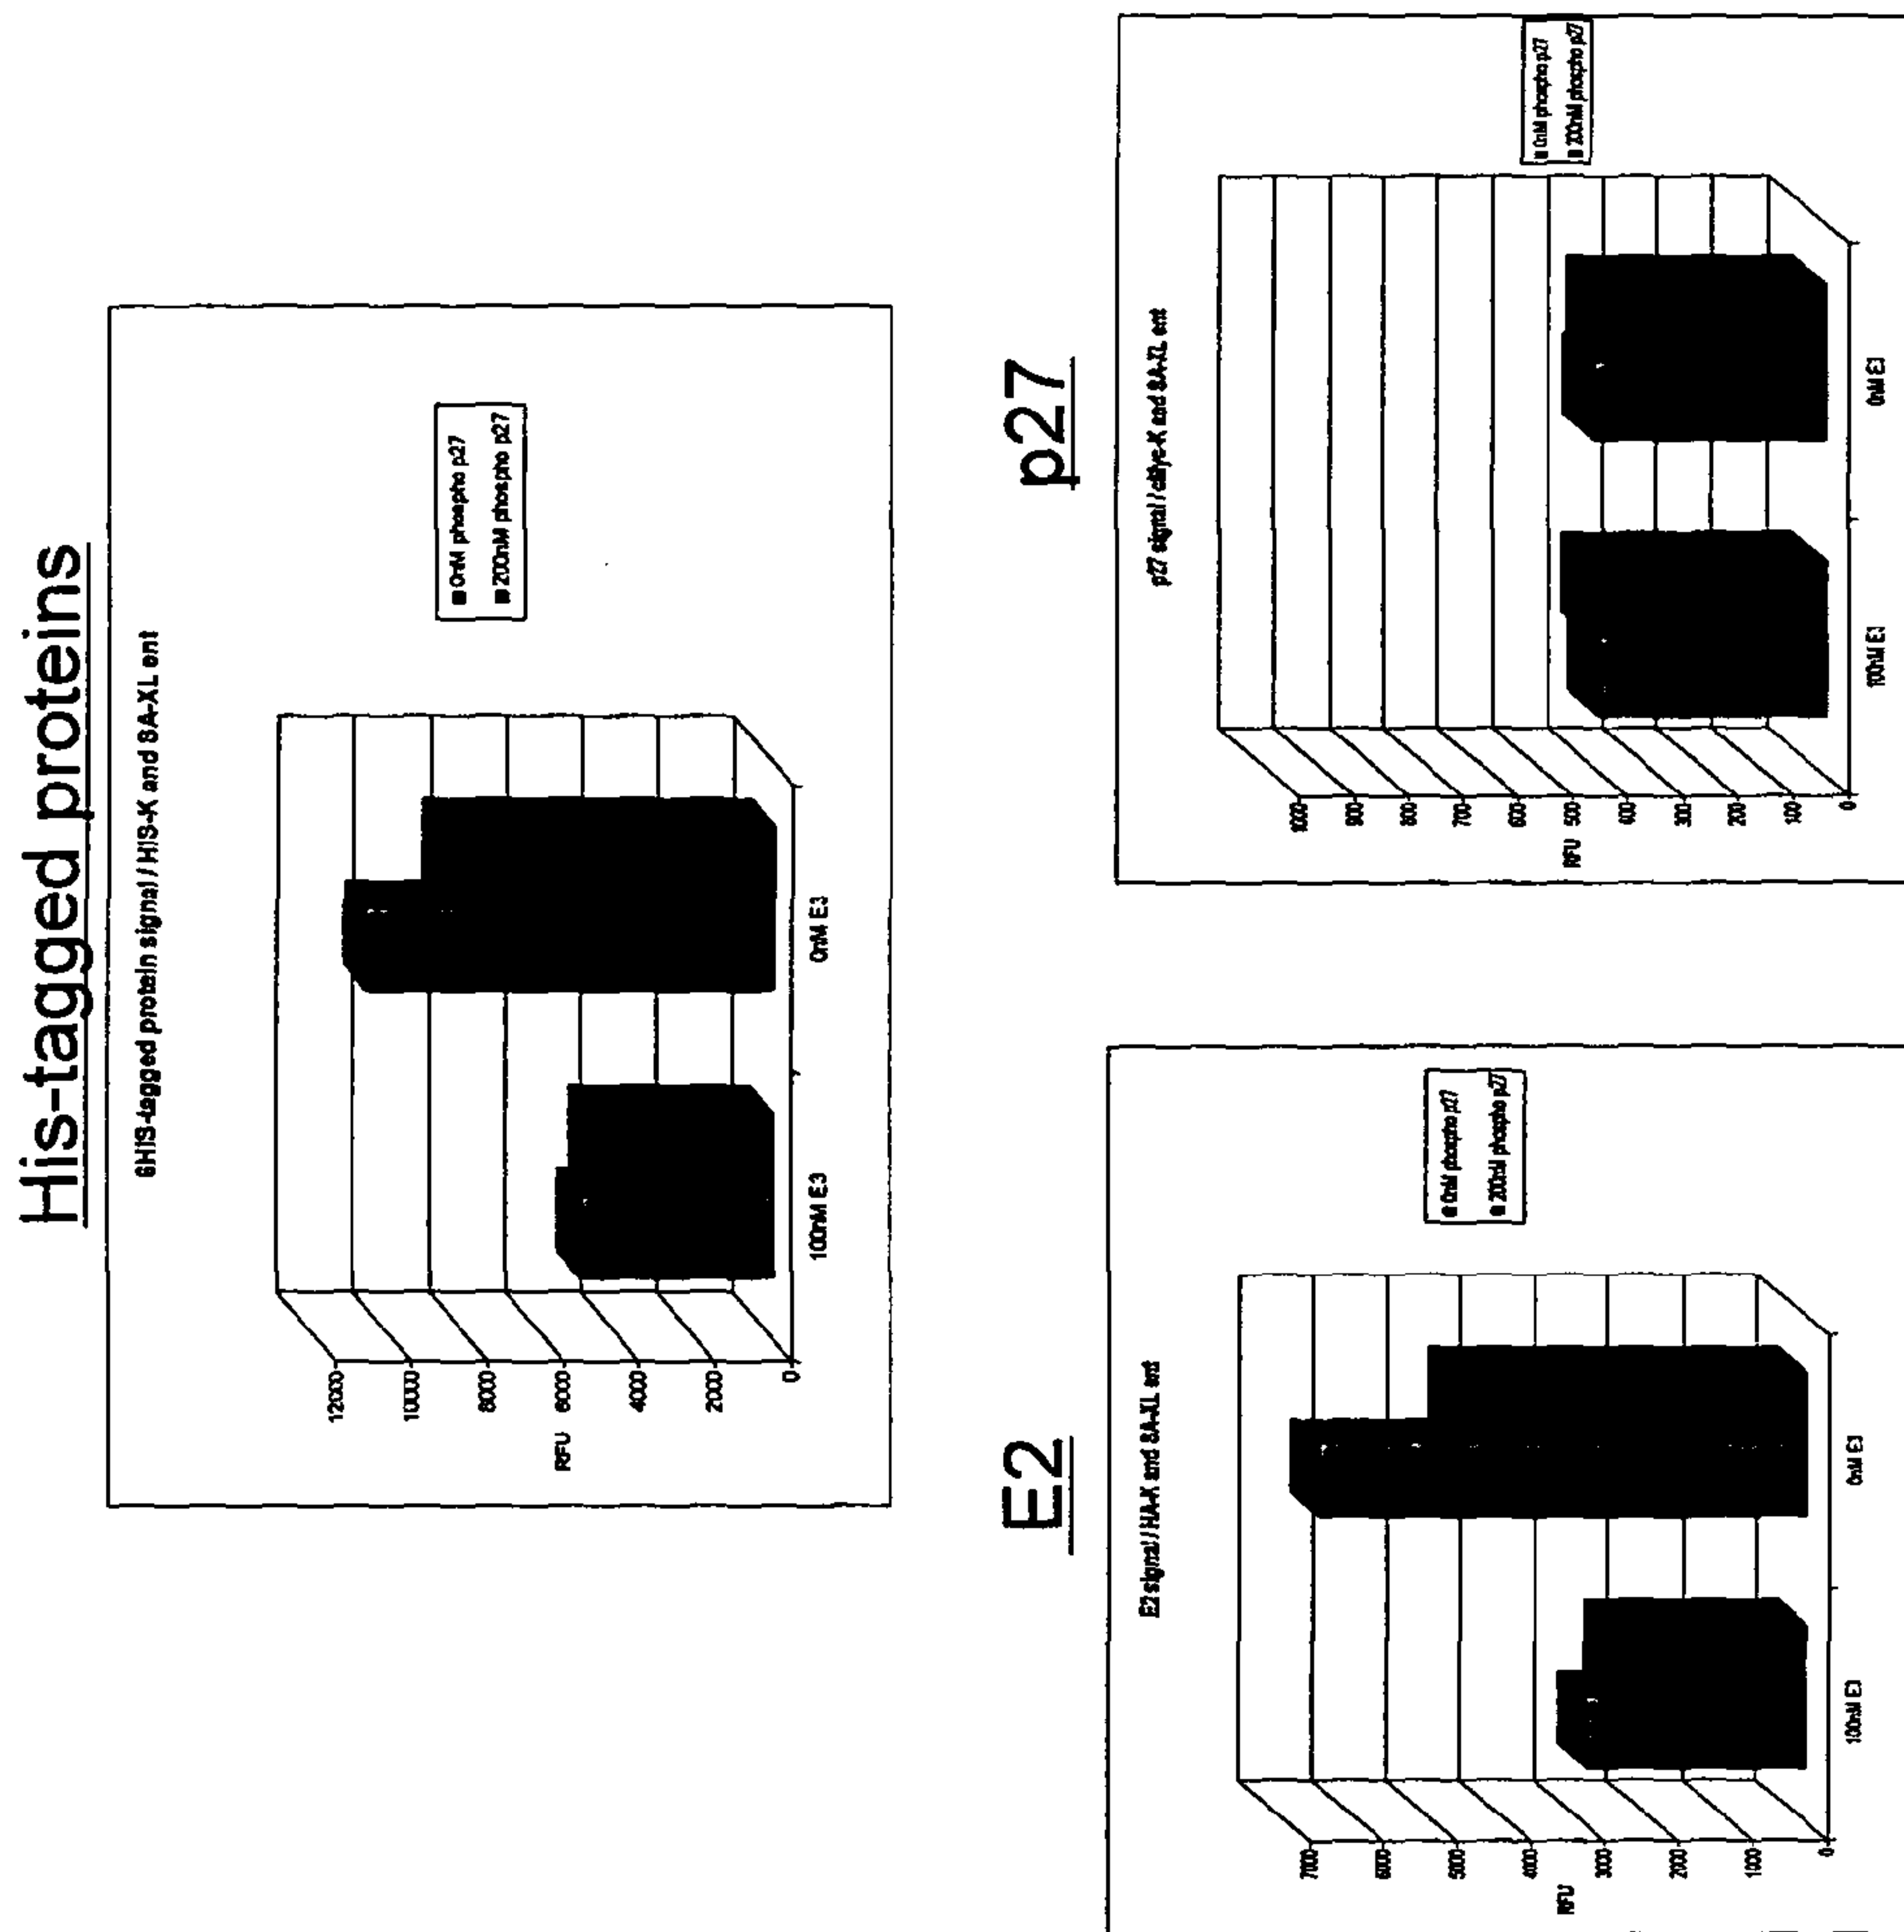 His-tagged proteins
6HIS-tagged protein signal / HIS-K and SA-XL ent
12000
10000
8000
RFU 6000
4000
2000
0
100nM E3
0nM E3
0nM phospho p27
200nM phospho p27
E2
E2 signal / HA-K and SA-XL ent
7000
6000
5000
4000
RFU 3000
2000
1000
0
100nM E3
0nM E3
0nM phospho p27
200nM phospho p27
p27
p27 signal / and SA-XL ent
1000
900
800
700
600
RFU 500
400
300
200
100
0
100nM E3
0nM E3
0nM phospho p27
200nM phospho p27